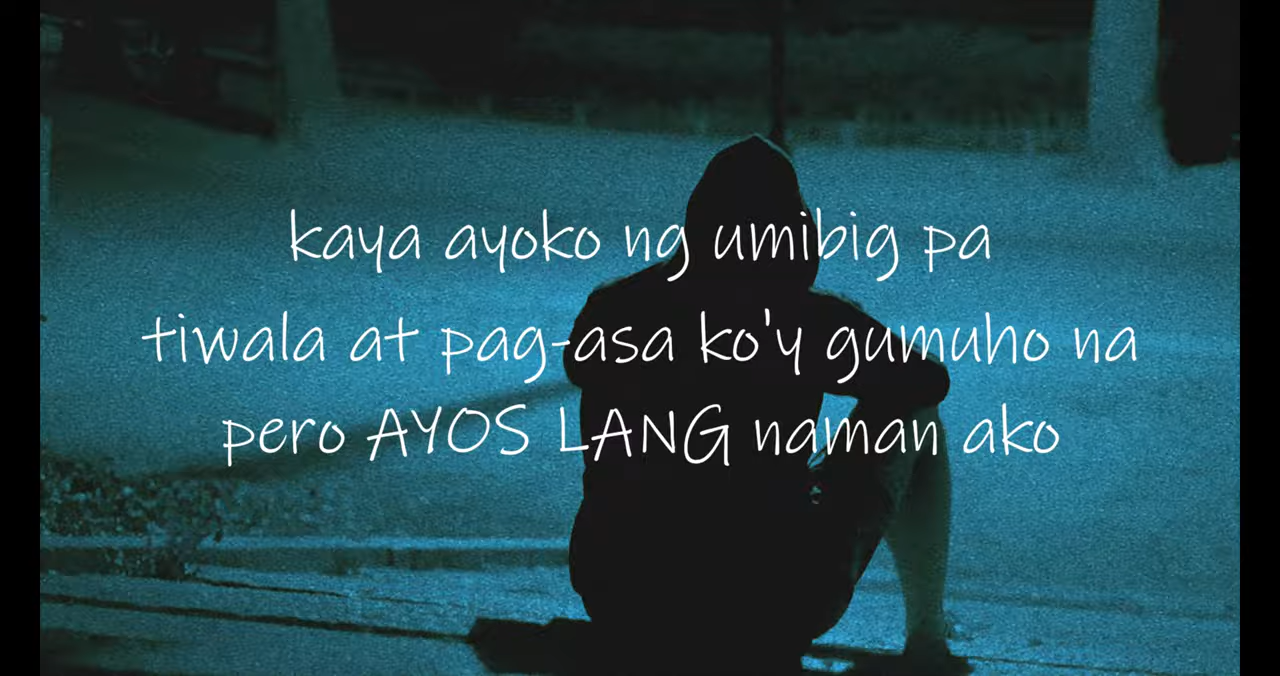 kaya ayoko ng umibig pa
tiwala at pag-asa ko'y gumuho na
pero AYOS LANG naman ako